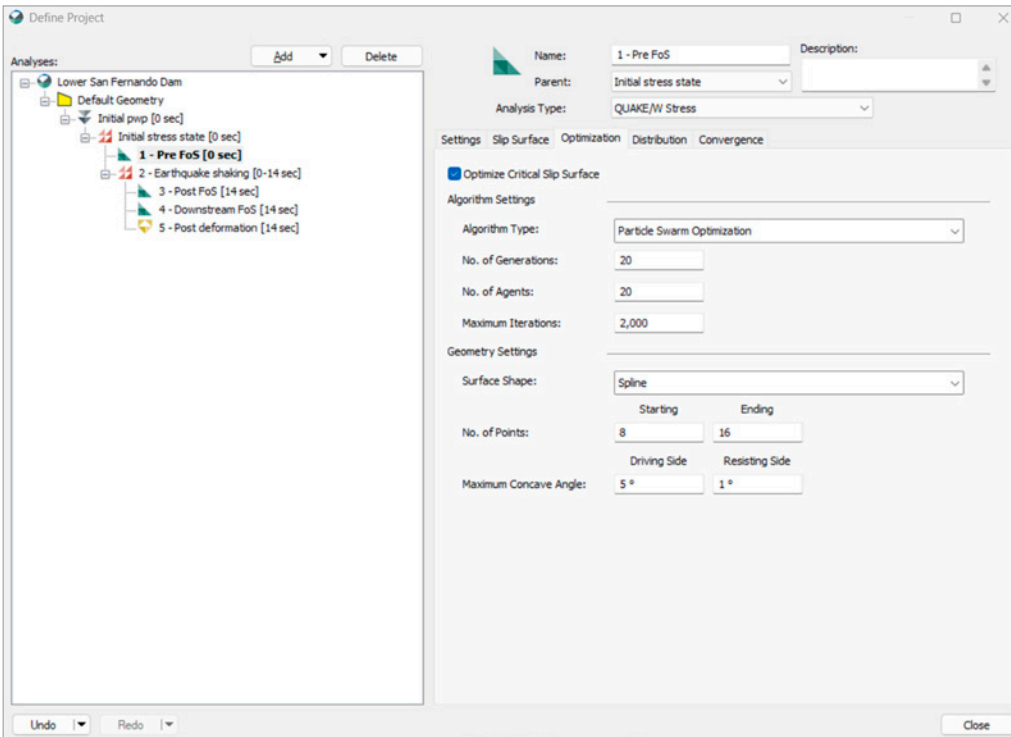 Define Project
Analyses:
Add
Delete
Lower San Fernando Dam
Default Geometry
Initial pwp [0 sec]
Initial stress state [0 sec]
1 - Pre FoS [0 sec]
2 - Earthquake shaking [0-14 sec]
3 - Post FoS [14 sec]
4 - Downstream FoS [14 sec]
5 - Post deformation [14 sec]
Name: 1 - Pre FoS
Description:
Parent: Initial stress state
Analysis Type: QUAKE/W Stress
Settings Slip Surface Optimization Distribution Convergence
Optimize Critical Slip Surface
Algorithm Settings
Algorithm Type: Particle Swarm Optimization
No. of Generations: 20
No. of Agents: 20
Maximum Iterations: 2,000
Geometry Settings
Surface Shape: Spline
Starting Ending
No. of Points: 8 16
Driving Side Resisting Side
Maximum Concave Angle: 5 ° 1 °
Undo Redo Close